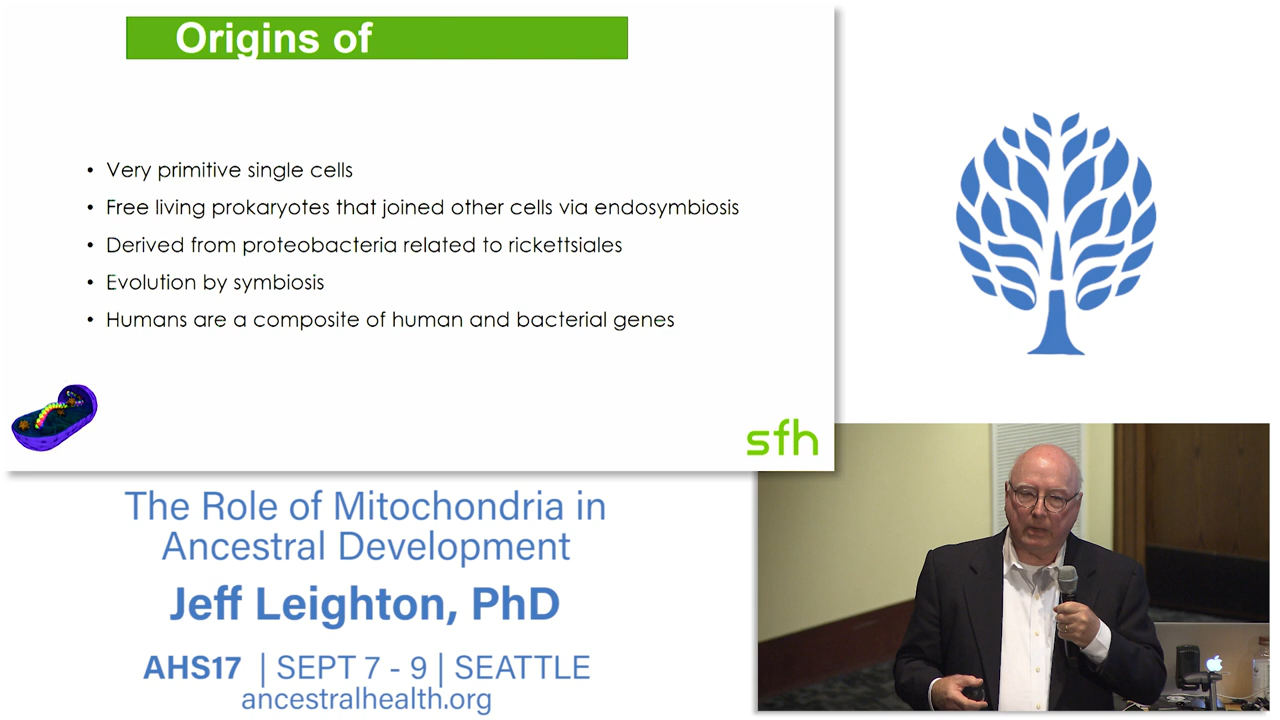 Origins of
• Very primitive single cells
• Free living prokaryotes that joined other cells via endosymbiosis
• Derived from proteobacteria related to rickettsiales
• Evolution by symbiosis
• Humans are a composite of human and bacterial genes
sfh
The Role of Mitochondria in
Ancestral Development
Jeff Leighton, PhD
AHS17 | SEPT 7 - 9 | SEATTLE
ancestralhealth.org